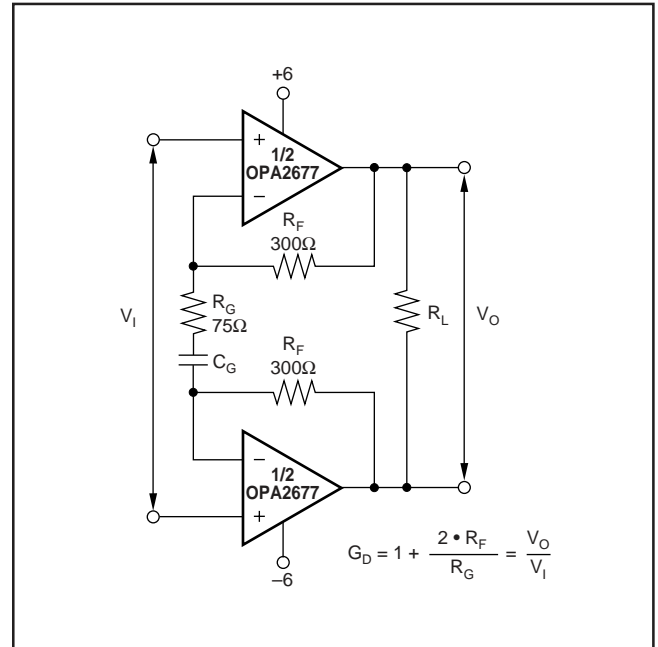 +6
+
1/2
OPA2677
−
R_F
300Ω
R_G
75Ω
V_I
R_L
V_O
C_G
R_F
300Ω
−
1/2
OPA2677
+
−6
G_D = 1 + 2 • R_F / R_G = V_O / V_I